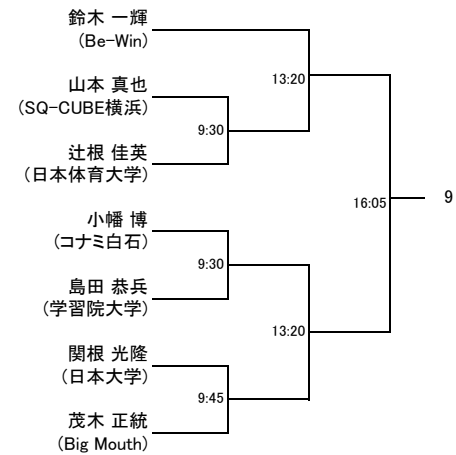 鈴木 一輝
(Be-Win)
13:20
山本 真也
(SQ-CUBE横浜)
9:30
辻根 佳英
(日本体育大学)
16:05
9
小幡 博
(コナミ白石)
9:30
島田 恭兵
(学習院大学)
13:20
関根 光隆
(日本大学)
9:45
茂木 正統
(Big Mouth)